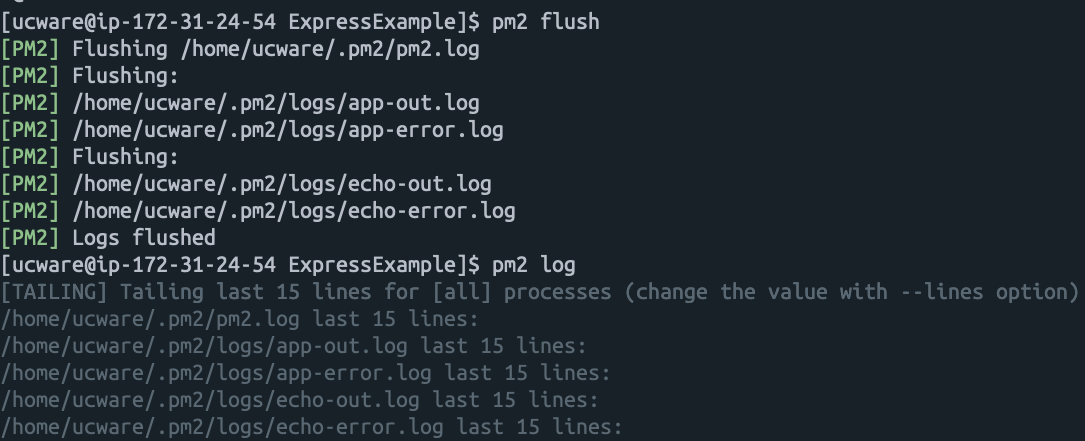 [ucware@ip-172-31-24-54 ExpressExample]$ pm2 flush
[PM2] Flushing /home/ucware/.pm2/pm2.log
[PM2] Flushing:
[PM2] /home/ucware/.pm2/logs/app-out.log
[PM2] /home/ucware/.pm2/logs/app-error.log
[PM2] Flushing:
[PM2] /home/ucware/.pm2/logs/echo-out.log
[PM2] /home/ucware/.pm2/logs/echo-error.log
[PM2] Logs flushed
[ucware@ip-172-31-24-54 ExpressExample]$ pm2 log
[TAILING] Tailing last 15 lines for [all] processes (change the value with --lines option)
/home/ucware/.pm2/pm2.log last 15 lines:
/home/ucware/.pm2/logs/app-out.log last 15 lines:
/home/ucware/.pm2/logs/app-error.log last 15 lines:
/home/ucware/.pm2/logs/echo-out.log last 15 lines:
/home/ucware/.pm2/logs/echo-error.log last 15 lines: